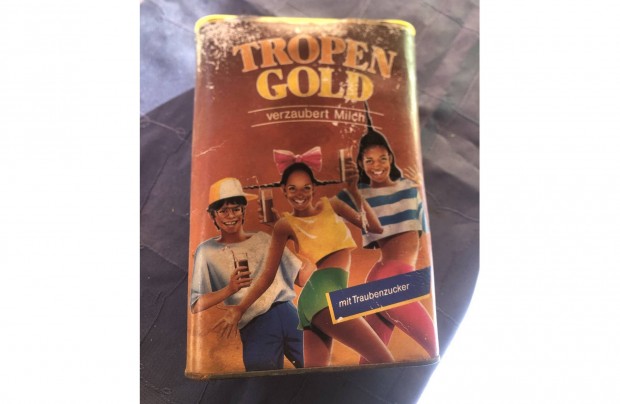 TROPEN
GOLD
verzaubert Milch
mit Traubenzucker